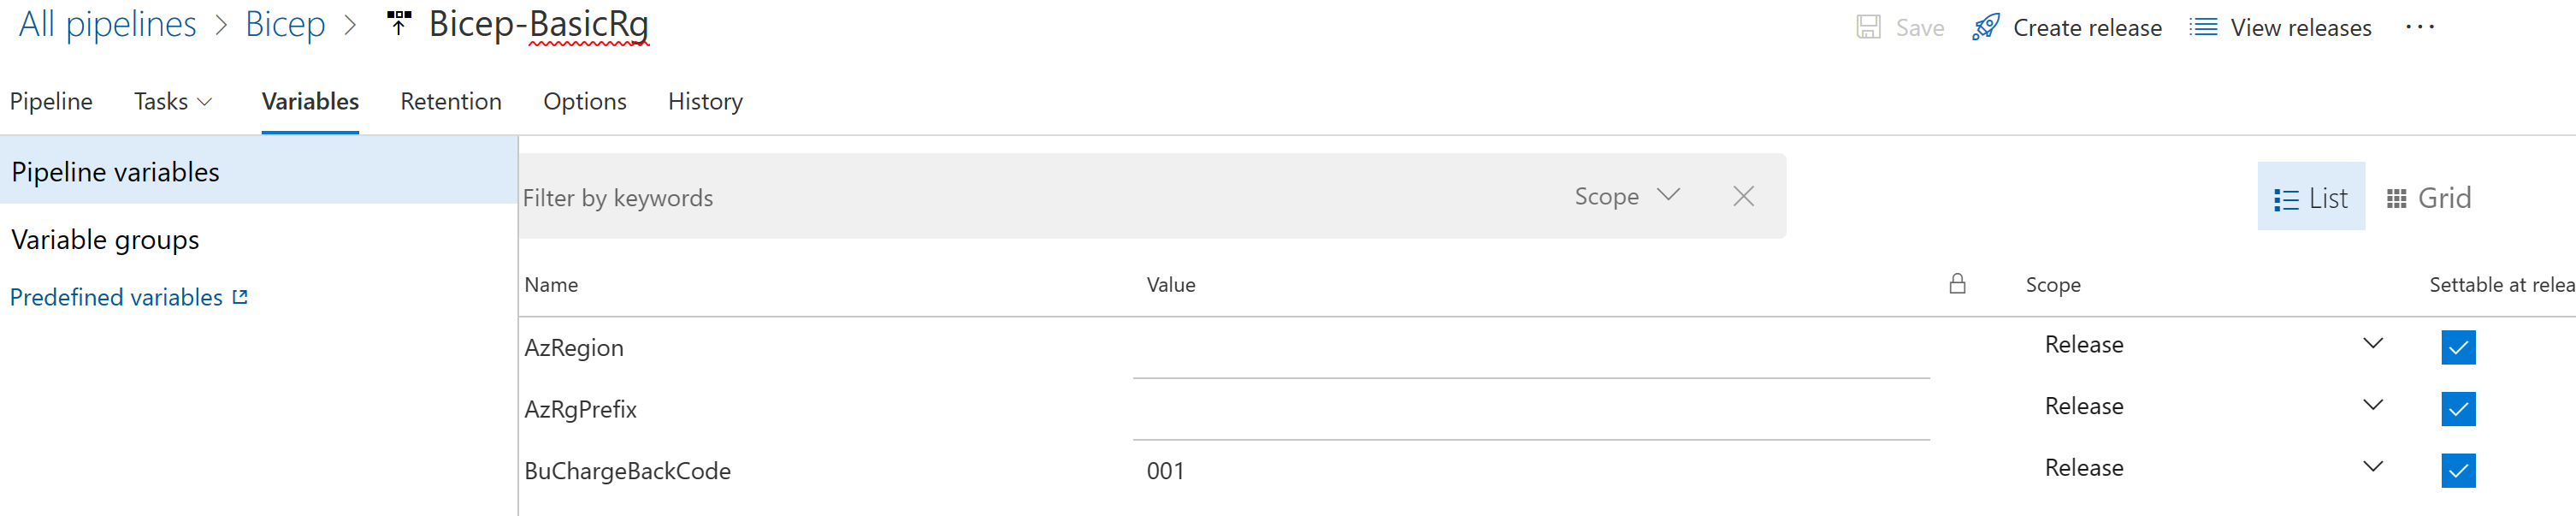 All pipelines > Bicep > Bicep-BasicRg
Save Create release View releases ...
Pipeline Tasks Variables Retention Options History
Pipeline variables
Variable groups
Predefined variables
Filter by keywords Scope
List Grid
Name Value Scope Settable at relea
AzRegion Release
AzRgPrefix Release
BuChargeBackCode 001 Release